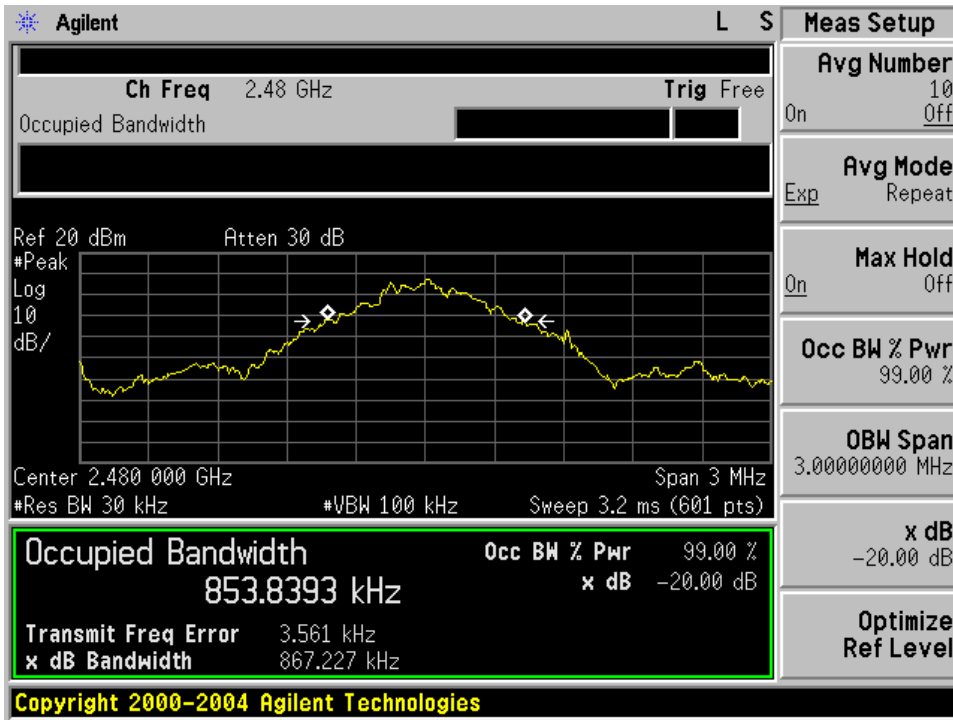 Agilent L S
Ch Freq 2.48 GHz Trig Free
Occupied Bandwidth
Ref 20 dBm Atten 30 dB
#Peak
Log
10
dB/
Center 2.480 000 GHz Span 3 MHz
#Res BW 30 kHz #VBW 100 kHz Sweep 3.2 ms (601 pts)
Occupied Bandwidth
853.8393 kHz
Occ BW % Pwr 99.00 %
x dB -20.00 dB
Transmit Freq Error 3.561 kHz
x dB Bandwidth 867.227 kHz
Copyright 2000-2004 Agilent Technologies
Meas Setup
Avg Number
10
On Off
Avg Mode
Exp Repeat
Max Hold
On Off
Occ BW % Pwr
99.00 %
OBW Span
3.00000000 MHz
x dB
-20.00 dB
Optimize
Ref Level